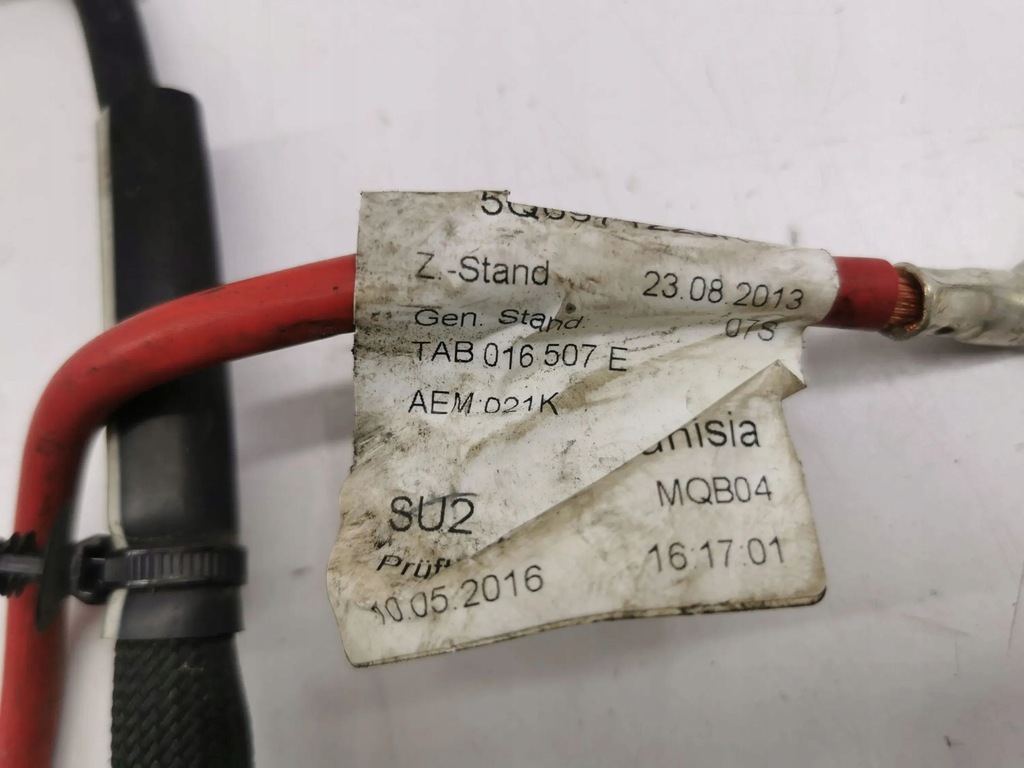 Z.-Stand 23.08.2013
Gen. Stand. 07S
TAB 016 507 E
AEM 021K
SU2 MQB04
10.05.2016 16:17:01